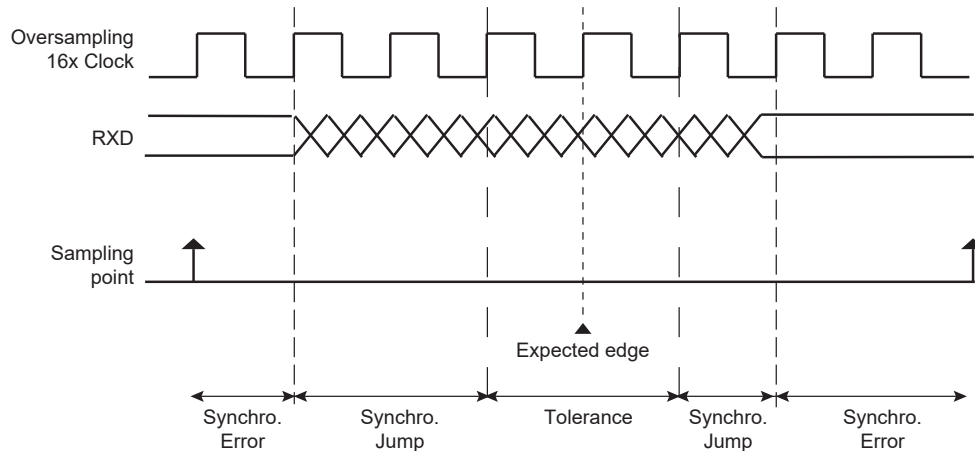 Oversampling
16x Clock
RXD
Sampling
point
Expected edge
Synchro.
Error
Synchro.
Jump
Tolerance
Synchro.
Jump
Synchro.
Error